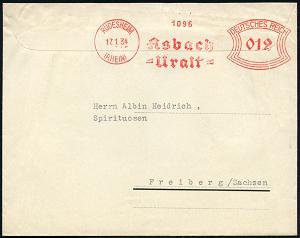 1096
RÜDESHEIM
17.1.34
(RHEIN)
Asbach
=Uralt=
DEUTSCHES REICH
012
Herrn Albin Heidrich,
Spirituosen
Freiberg/Sachsen